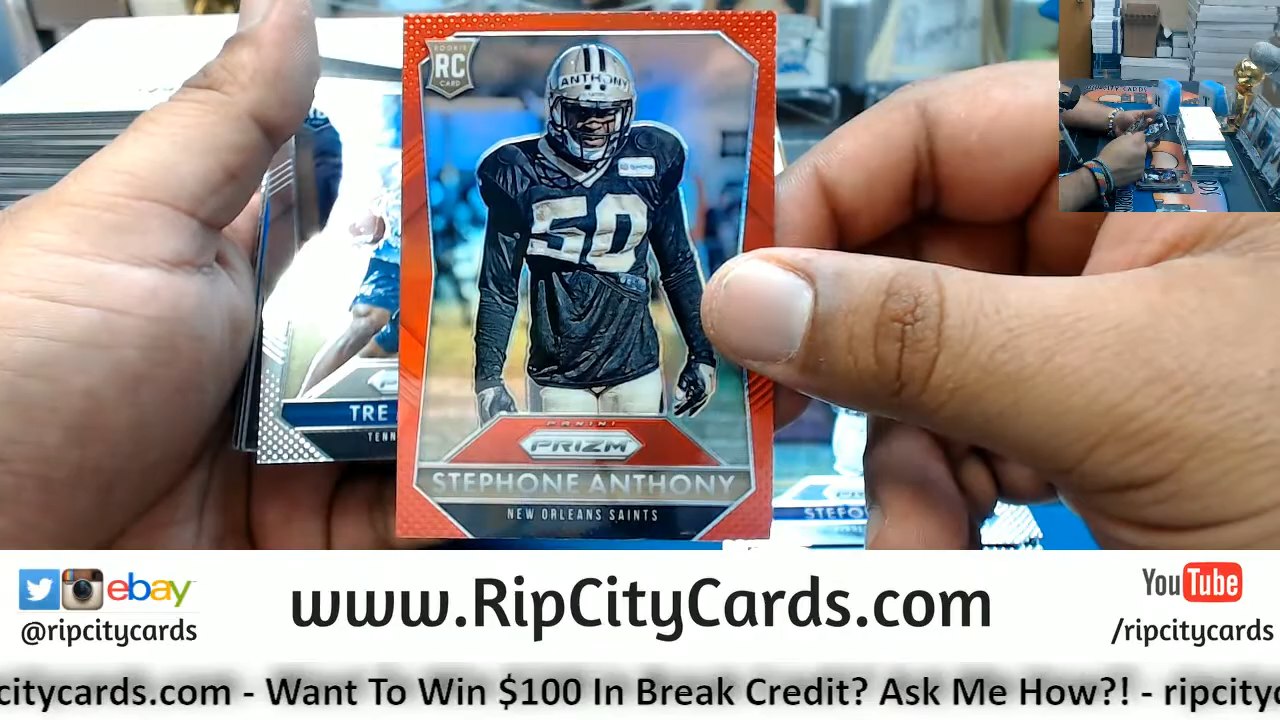 ROOKIE
RC
CARD
ANTHONY
50
PANINI
PRIZM
STEPHONE ANTHONY
NEW ORLEANS SAINTS
TRE
TENN
STEFO
ebay
@ripcitycards
www.RipCityCards.com
YouTube
/ripcitycards
citycards.com - Want To Win $100 In Break Credit? Ask Me How?! - ripcityc